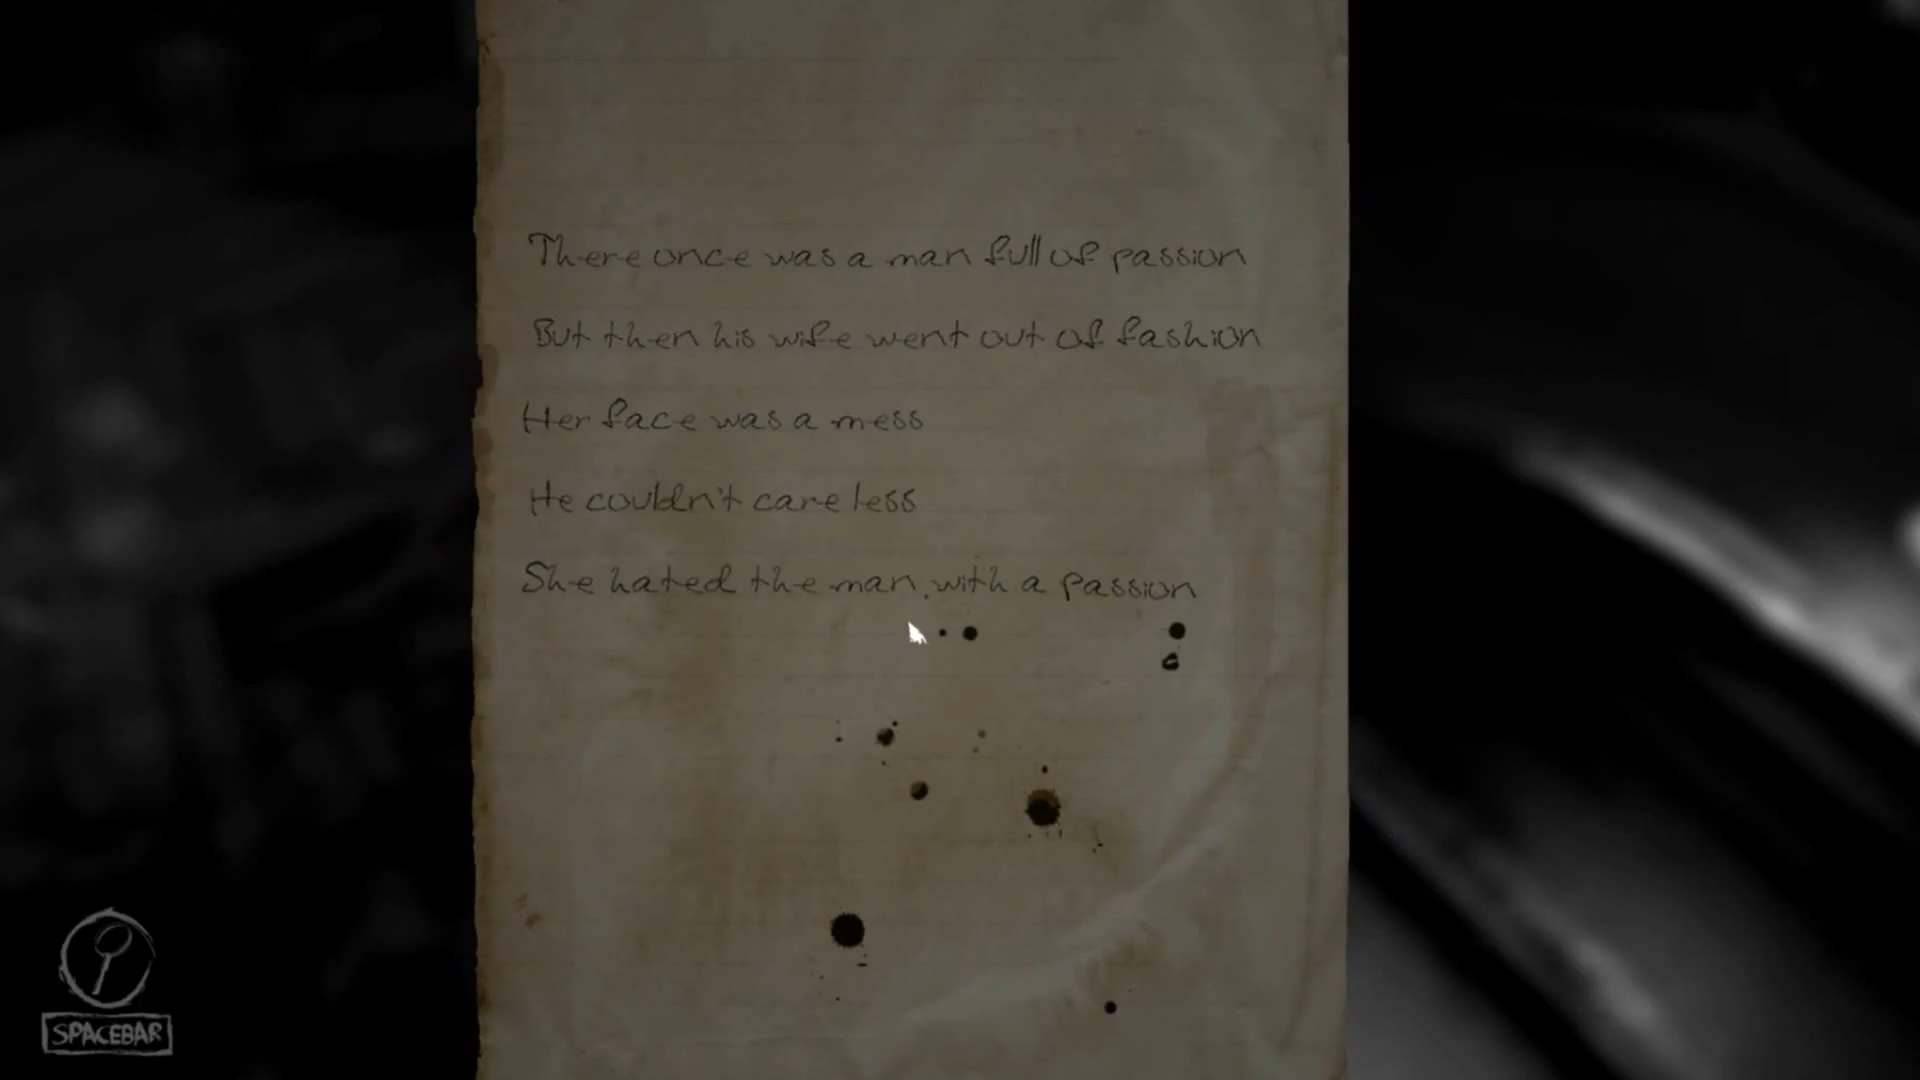 There once was a man full of passion
But then his wife went out of fashion
Her face was a mess
He couldn't care less
She hated the man with a passion
SPACEBAR